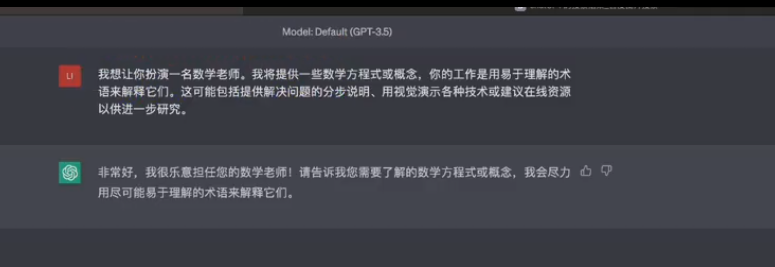 Model: Default (GPT-3.5)
LI
我想让你扮演一名数学老师。我将提供一些数学方程式或概念，你的工作是用易于理解的术
语来解释它们。这可能包括提供解决问题的分步说明、用视觉演示各种技术或建议在线资源
以供进一步研究。
非常好，我很乐意担任您的数学老师！请告诉我您需要了解的数学方程式或概念，我会尽力
用尽可能易于理解的术语来解释它们。